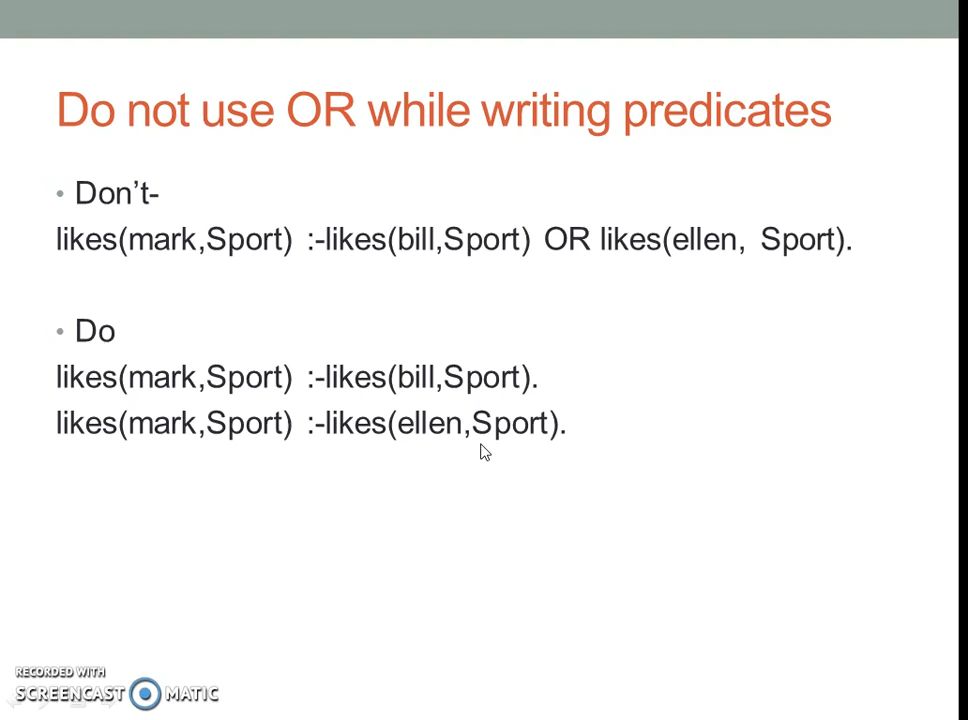 Do not use OR while writing predicates
• Don't-
likes(mark,Sport) :-likes(bill,Sport) OR likes(ellen, Sport).
• Do
likes(mark,Sport) :-likes(bill,Sport).
likes(mark,Sport) :-likes(ellen,Sport).
RECORDED WITH
SCREENCAST MATIC